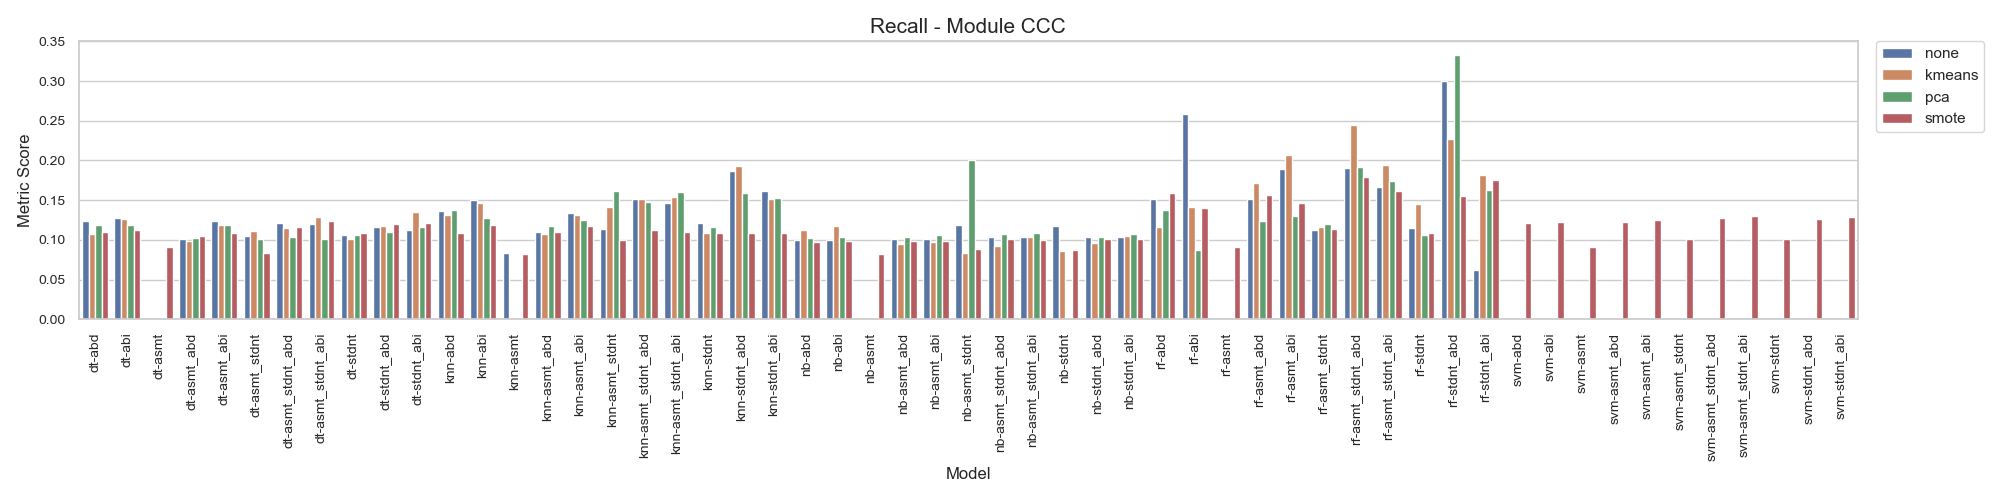 Recall - Module CCC
0.35
0.30
0.25
0.20
0.15
0.10
0.05
0.00
Metric Score
none
kmeans
pca
smote
dt-abd
dt-abi
dt-asmt
dt-asmt_abd
dt-asmt_abi
dt-asmt_stdnt
dt-asmt_stdnt_abd
dt-asmt_stdnt_abi
dt-stdnt
dt-stdnt_abd
dt-stdnt_abi
knn-abd
knn-abi
knn-asmt
knn-asmt_abd
knn-asmt_abi
knn-asmt_stdnt
knn-asmt_stdnt_abd
knn-asmt_stdnt_abi
knn-stdnt
knn-stdnt_abd
knn-stdnt_abi
nb-abd
nb-abi
nb-asmt
nb-asmt_abd
nb-asmt_abi
nb-asmt_stdnt
nb-asmt_stdnt_abd
nb-asmt_stdnt_abi
nb-stdnt
nb-stdnt_abd
nb-stdnt_abi
rf-abd
rf-abi
rf-asmt
rf-asmt_abd
rf-asmt_abi
rf-asmt_stdnt
rf-asmt_stdnt_abd
rf-asmt_stdnt_abi
rf-stdnt
rf-stdnt_abd
rf-stdnt_abi
svm-abd
svm-abi
svm-asmt
svm-asmt_abd
svm-asmt_abi
svm-asmt_stdnt
svm-asmt_stdnt_abd
svm-asmt_stdnt_abi
svm-stdnt
svm-stdnt_abd
svm-stdnt_abi
Model